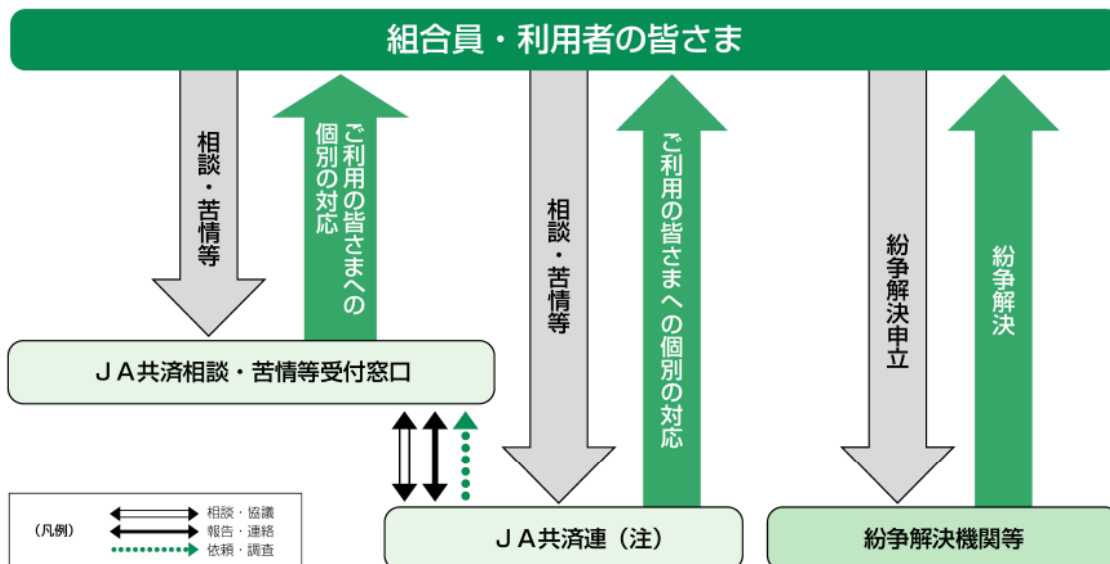 組合員・利用者の皆さま
相談・苦情等
ご利用の皆さまへの
個別の対応
相談・苦情等
ご利用の皆さまへの個別の対応
紛争解決申立
紛争解決
ＪＡ共済相談・苦情等受付窓口
ＪＡ共済連（注）
紛争解決機関等
（凡例）
相談・協議
報告・連絡
依頼・調査